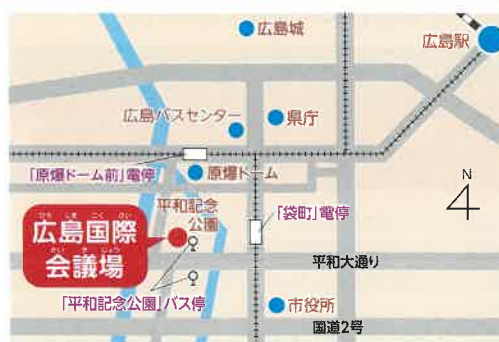 広島城
広島駅
広島バスセンター
県庁
「原爆ドーム前」電停
原爆ドーム
N
平和記念
公園
「袋町」電停
ひろ しま こく さい
広島国際
かい ぎ じょう
会議場
平和大通り
「平和記念公園」バス停
市役所
国道2号